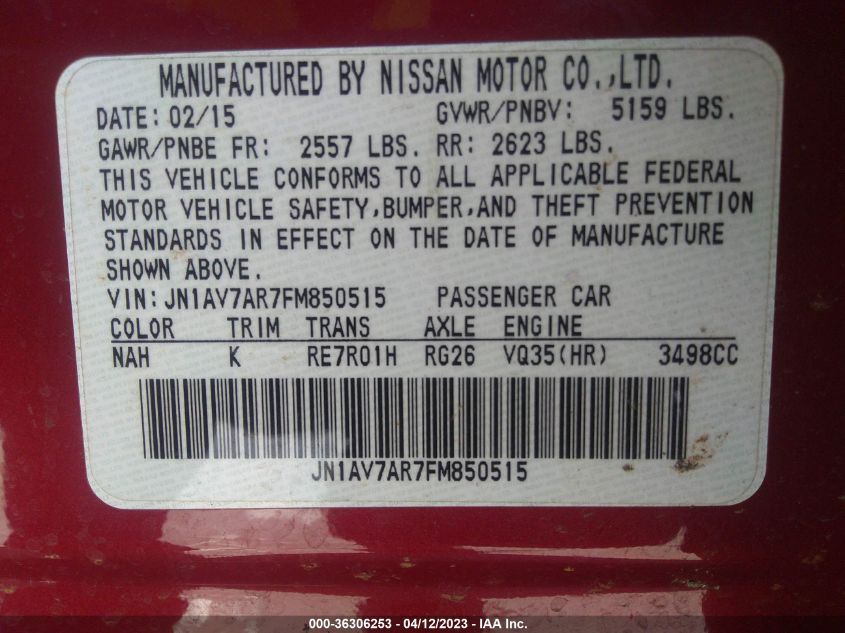 MANUFACTURED BY NISSAN MOTOR CO.,LTD.
DATE: 02/15 GVWR/PNBV: 5159 LBS.
GAWR/PNBE FR: 2557 LBS. RR: 2623 LBS.
THIS VEHICLE CONFORMS TO ALL APPLICABLE FEDERAL
MOTOR VEHICLE SAFETY,BUMPER,AND THEFT PREVENTION
STANDARDS IN EFFECT ON THE DATE OF MANUFACTURE
SHOWN ABOVE.
VIN:JN1AV7AR7FM850515 PASSENGER CAR
COLOR TRIM TRANS AXLE ENGINE
NAH K RE7R01H RG26 VQ35(HR) 3498CC
JN1AV7AR7FM850515
000-36306253 - 04/12/2023 - IAA Inc.